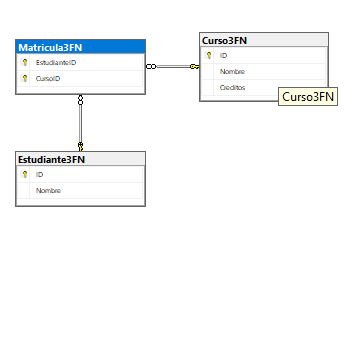 Matricula3FN
EstudianteID
CursoID
Curso3FN
ID
Nombre
Creditos
Curso3FN
Estudiante3FN
ID
Nombre